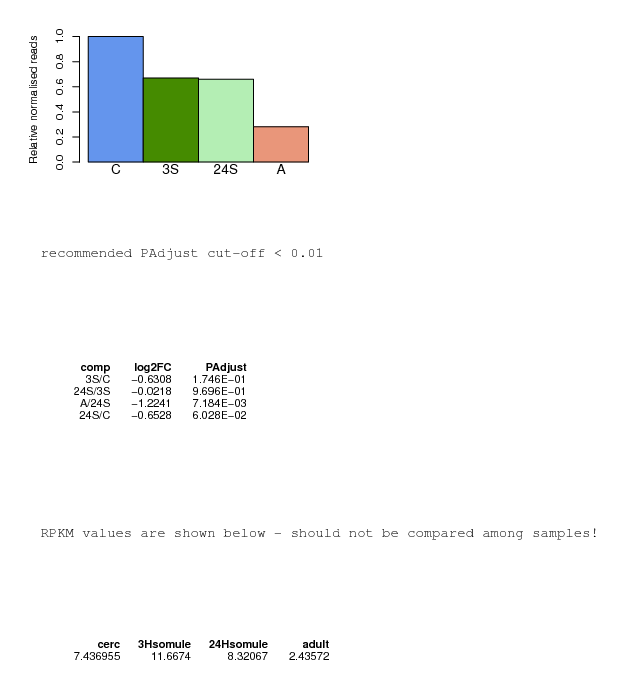 Relative normalised reads
1.0
0.8
0.6
0.4
0.2
0.0
C 3S 24S A
recommended PAdjust cut-off < 0.01
comp log2FC PAdjust
3S/C −0.6308 1.746E−01
24S/3S −0.0218 9.696E−01
A/24S −1.2241 7.184E−03
24S/C −0.6528 6.028E−02
RPKM values are shown below - should not be compared among samples!
cerc 3Hsomule 24Hsomule adult
7.436955 11.6674 8.32067 2.43572